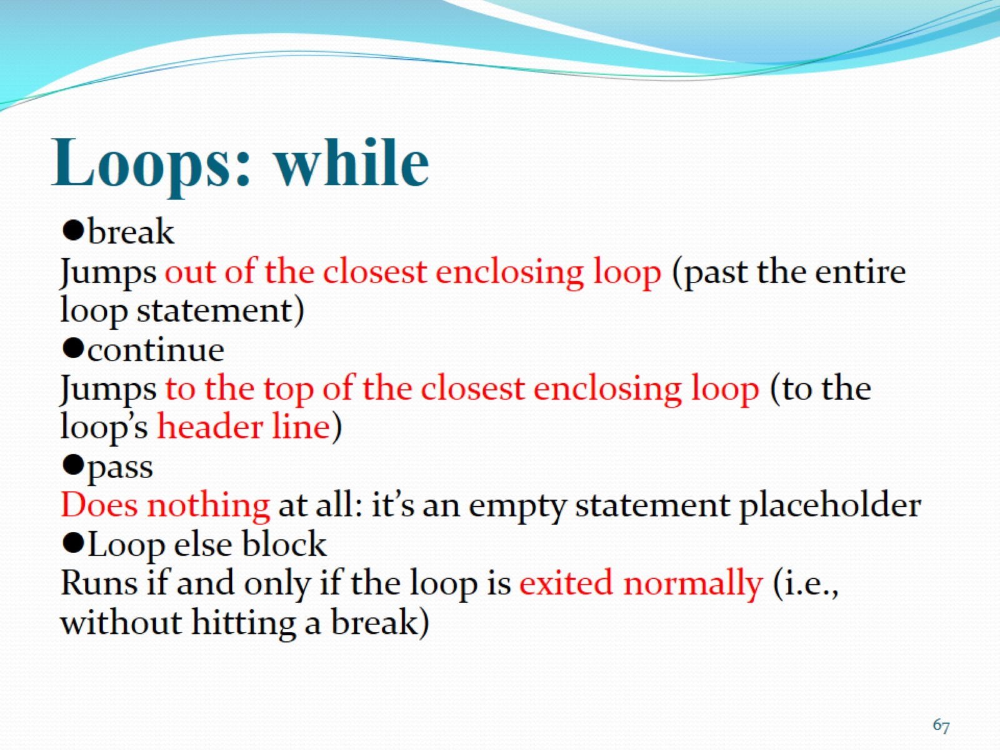 Loops: while
●break
Jumps out of the closest enclosing loop (past the entire
loop statement)
●continue
Jumps to the top of the closest enclosing loop (to the
loop’s header line)
●pass
Does nothing at all: it’s an empty statement placeholder
●Loop else block
Runs if and only if the loop is exited normally (i.e.,
without hitting a break)
67